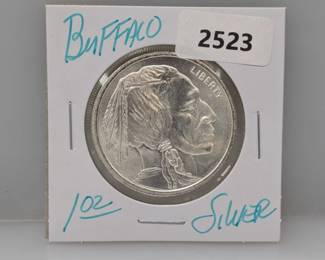 BUFFALO
2523
LIBERTY
1oz
SILVER